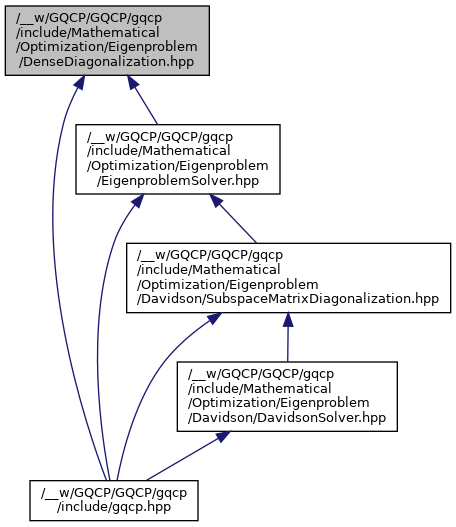 /__w/GQCP/GQCP/gqcp
/include/Mathematical
/Optimization/Eigenproblem
/DenseDiagonalization.hpp
/__w/GQCP/GQCP/gqcp
/include/Mathematical
/Optimization/Eigenproblem
/EigenproblemSolver.hpp
/__w/GQCP/GQCP/gqcp
/include/Mathematical
/Optimization/Eigenproblem
/Davidson/SubspaceMatrixDiagonalization.hpp
/__w/GQCP/GQCP/gqcp
/include/Mathematical
/Optimization/Eigenproblem
/Davidson/DavidsonSolver.hpp
/__w/GQCP/GQCP/gqcp
/include/gqcp.hpp